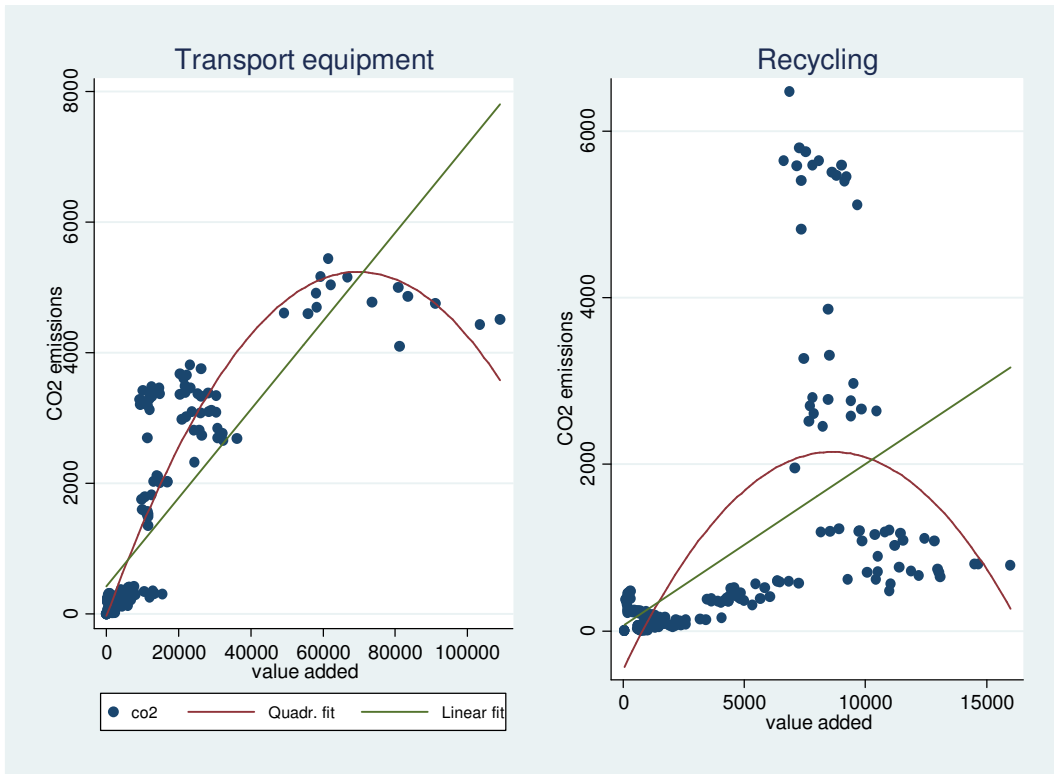 Transport equipment
8000
6000
4000
2000
0
CO2 emissions
0 20000 40000 60000 80000 100000
value added
co2 Quadr. fit Linear fit
Recycling
6000
4000
2000
0
CO2 emissions
0 5000 10000 15000
value added